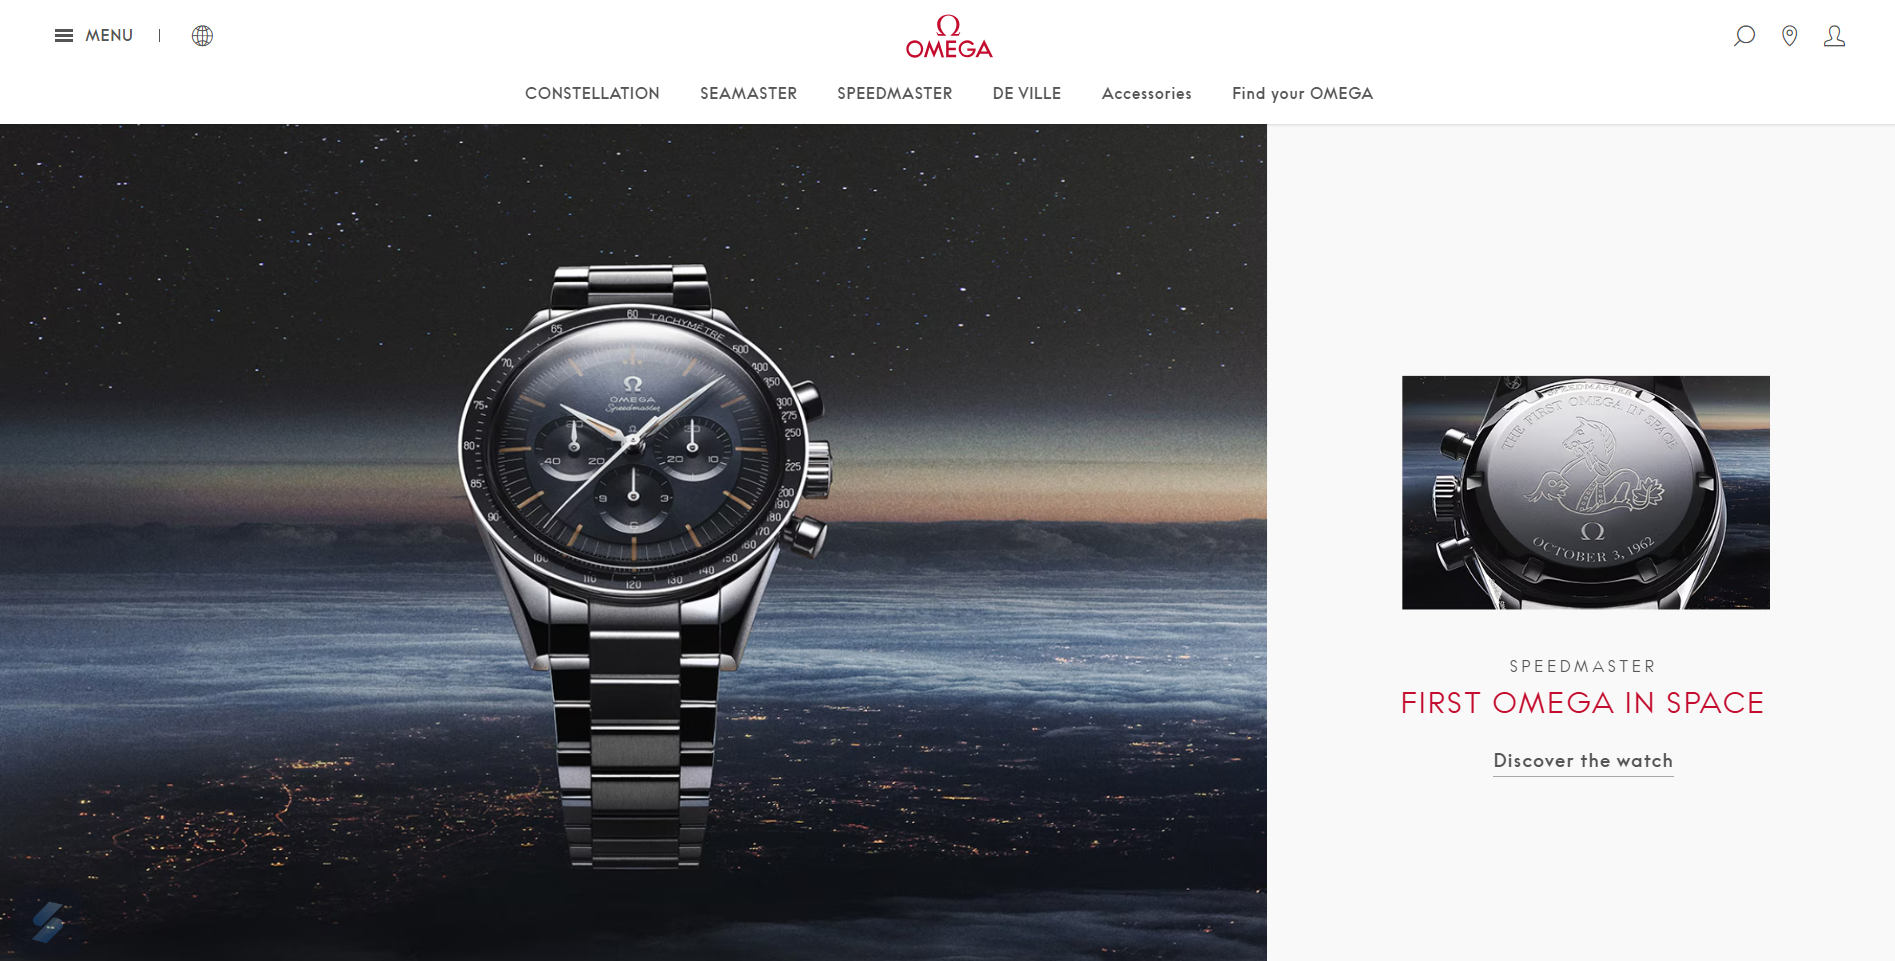 MENU
OMEGA
CONSTELLATION SEAMASTER SPEEDMASTER DE VILLE Accessories Find your OMEGA
60 TACHYMÈTRE
65
70
75
80
85
90
100
110
120
130
140
150
160
170
180
190
200
225
250
275
300
350
400
500
OMEGA
Speedmaster
40 20
20 10
9 3
6
SPEEDMASTER
THE FIRST OMEGA IN SPACE
OCTOBER 3, 1962
SPEEDMASTER
FIRST OMEGA IN SPACE
Discover the watch